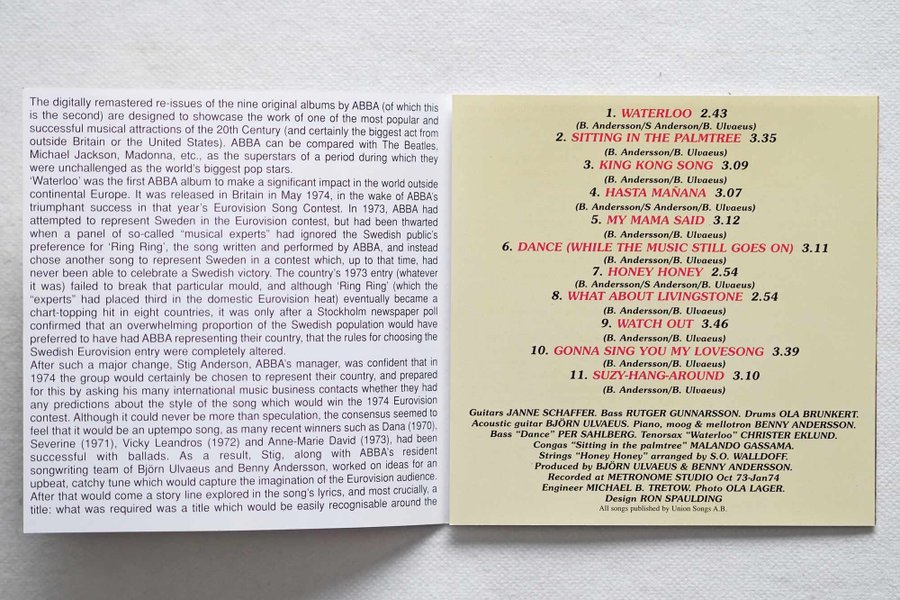 The digitally remastered re-issues of the nine original albums by ABBA (of which this
is the second) are designed to showcase the work of one of the most popular and
successful musical attractions of the 20th Century (and certainly the biggest act from
outside Britain or the United States). ABBA can be compared with The Beatles,
Michael Jackson, Madonna, etc., as the superstars of a period during which they
were unchallenged as the world's biggest pop stars.
'Waterloo' was the first ABBA album to make a significant impact in the world outside
continental Europe. It was released in Britain in May 1974, in the wake of ABBA's
triumphant success in that year's Eurovision Song Contest. In 1973, ABBA had
attempted to represent Sweden in the Eurovision contest, but had been thwarted
when a panel of so-called "musical experts" had ignored the Swedish public's
preference for 'Ring Ring', the song written and performed by ABBA, and instead
chose another song to represent Sweden in a contest which, up to that time, had
never been able to celebrate a Swedish victory. The country's 1973 entry (whatever
it was) failed to break that particular mould, and although 'Ring Ring' (which the
"experts" had placed third in the domestic Eurovision heat) eventually became a
chart-topping hit in eight countries, it was only after a Stockholm newspaper poll
confirmed that an overwhelming proportion of the Swedish population would have
preferred to have had ABBA representing their country, that the rules for choosing the
Swedish Eurovision entry were completely altered.
After such a major change, Stig Anderson, ABBA's manager, was confident that in
1974 the group would certainly be chosen to represent their country, and prepared
for this by asking his many international music business contacts whether they had
any predictions about the style of the song which would win the 1974 Eurovision
contest. Although it could never be more than speculation, the consensus seemed to
feel that it would be an uptempo song, as many recent winners such as Dana (1970),
Severine (1971), Vicky Leandros (1972) and Anne-Marie David (1973), had been
successful with ballads. As a result, Stig, along with ABBA's resident
songwriting team of Björn Ulvaeus and Benny Andersson, worked on ideas for an
upbeat, catchy tune which would capture the imagination of the Eurovision audience.
After that would come a story line explored in the song's lyrics, and most crucially, a
title: what was required was a title which would be easily recognisable around the
1. WATERLOO 2.43
(B. Andersson/S Anderson/B. Ulvaeus)
2. SITTING IN THE PALMTREE 3.35
(B. Andersson/B. Ulvaeus)
3. KING KONG SONG 3.09
(B. Andersson/B. Ulvaeus)
4. HASTA MAÑANA 3.07
(B. Andersson/S Anderson/B. Ulvaeus)
5. MY MAMA SAID 3.12
(B. Andersson/B. Ulvaeus)
6. DANCE (WHILE THE MUSIC STILL GOES ON) 3.11
(B. Andersson/B. Ulvaeus)
7. HONEY HONEY 2.54
(B. Andersson/S Anderson/B. Ulvaeus)
8. WHAT ABOUT LIVINGSTONE 2.54
(B. Andersson/B. Ulvaeus)
9. WATCH OUT 3.46
(B. Andersson/B. Ulvaeus)
10. GONNA SING YOU MY LOVESONG 3.39
(B. Andersson/B. Ulvaeus)
11. SUZY-HANG-AROUND 3.10
(B. Andersson/B. Ulvaeus)
Guitars JANNE SCHAFFER. Bass RUTGER GUNNARSSON. Drums OLA BRUNKERT.
Acoustic guitar BJÖRN ULVAEUS. Piano, moog & mellotron BENNY ANDERSSON.
Bass "Dance" PER SAHLBERG. Tenorsax "Waterloo" CHRISTER EKLUND.
Congas "Sitting in the palmtree" MALANDO GASSAMA.
Strings "Honey Honey" arranged by S.O. WALLDOFF.
Produced by BJÖRN ULVAEUS & BENNY ANDERSSON.
Recorded at METRONOME STUDIO Oct 73-Jan74
Engineer MICHAEL B. TRETOW. Photo OLA LAGER.
Design RON SPAULDING
All songs published by Union Songs A.B.